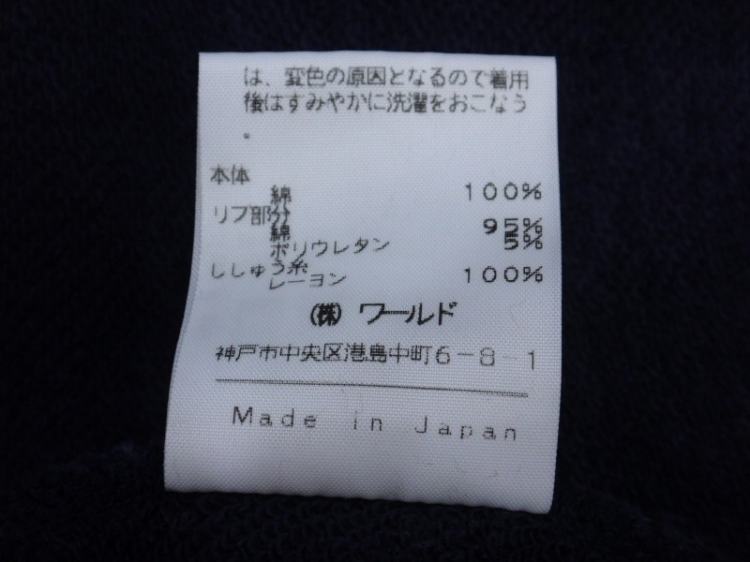 は、変色の原因となるので着用
後はすみやかに洗濯をおこなう
。
本体
綿 100%
リブ部分
綿 95%
ポリウレタン 5%
ししゅう糸
レーヨン 100%
㈱ ワールド
神戸市中央区港島中町6-8-1
Made in Japan